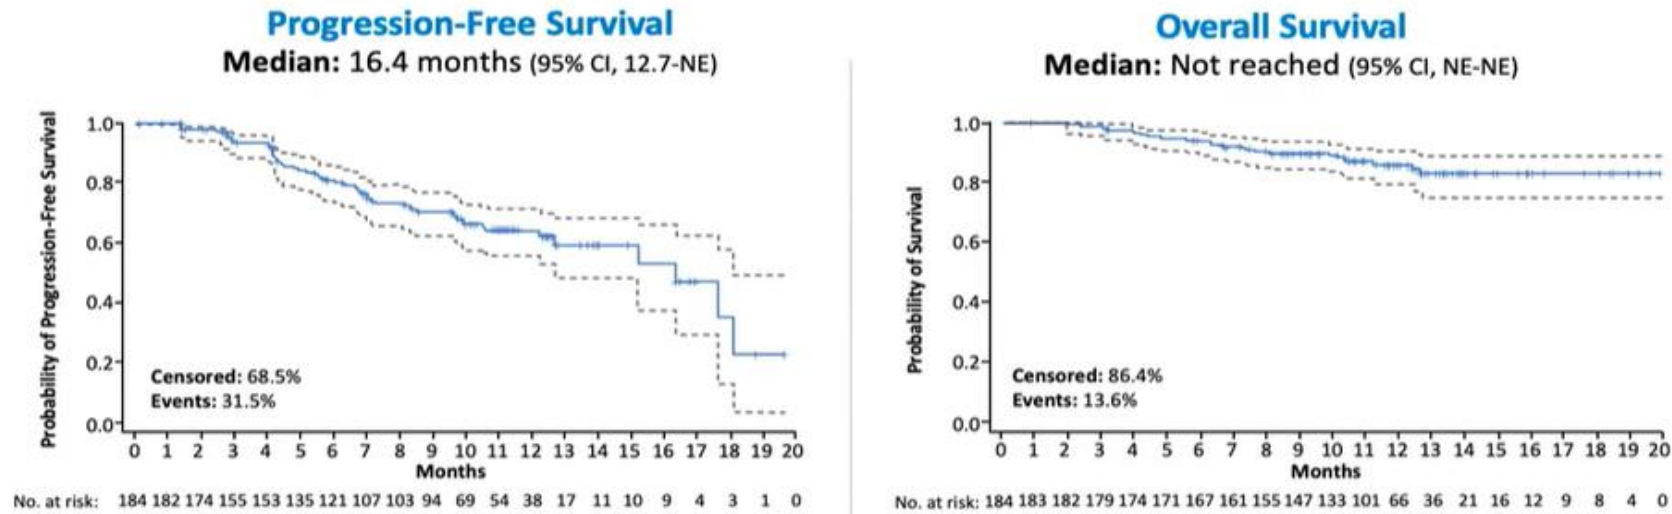 Progression-Free Survival
Median: 16.4 months (95% CI, 12.7-NE)
Probability of Progression-Free Survival
1.0
0.8
0.6
0.4
0.2
0.0
Censored: 68.5%
Events: 31.5%
0 1 2 3 4 5 6 7 8 9 10 11 12 13 14 15 16 17 18 19 20
Months
No. at risk: 184 182 174 155 153 135 121 107 103 94 69 54 38 17 11 10 9 4 3 1 0
Overall Survival
Median: Not reached (95% CI, NE-NE)
Probability of Survival
1.0
0.8
0.6
0.4
0.2
0.0
Censored: 86.4%
Events: 13.6%
0 1 2 3 4 5 6 7 8 9 10 11 12 13 14 15 16 17 18 19 20
Months
No. at risk: 184 183 182 179 174 171 167 161 155 147 133 101 66 36 21 16 12 9 8 4 0